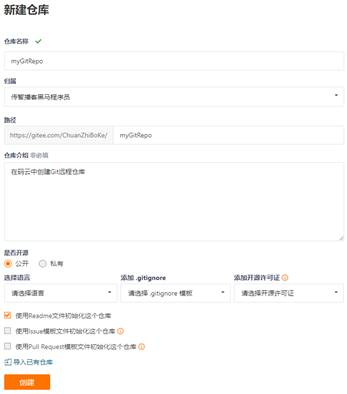 新建仓库
仓库名称
myGitRepo
归属
传智播客黑马程序员
路径
https://gitee.com/ChuanZhiBoKe/ myGitRepo
仓库介绍 非必填
在码云中创建Git远程仓库
是否开源
公开 私有
选择语言 添加 .gitignore 添加开源许可证
请选择语言 请选择 .gitignore 模板 请选择开源许可证
使用Readme文件初始化这个仓库
使用Issue模板文件初始化这个仓库
使用Pull Request模板文件初始化这个仓库
导入已有仓库
创建